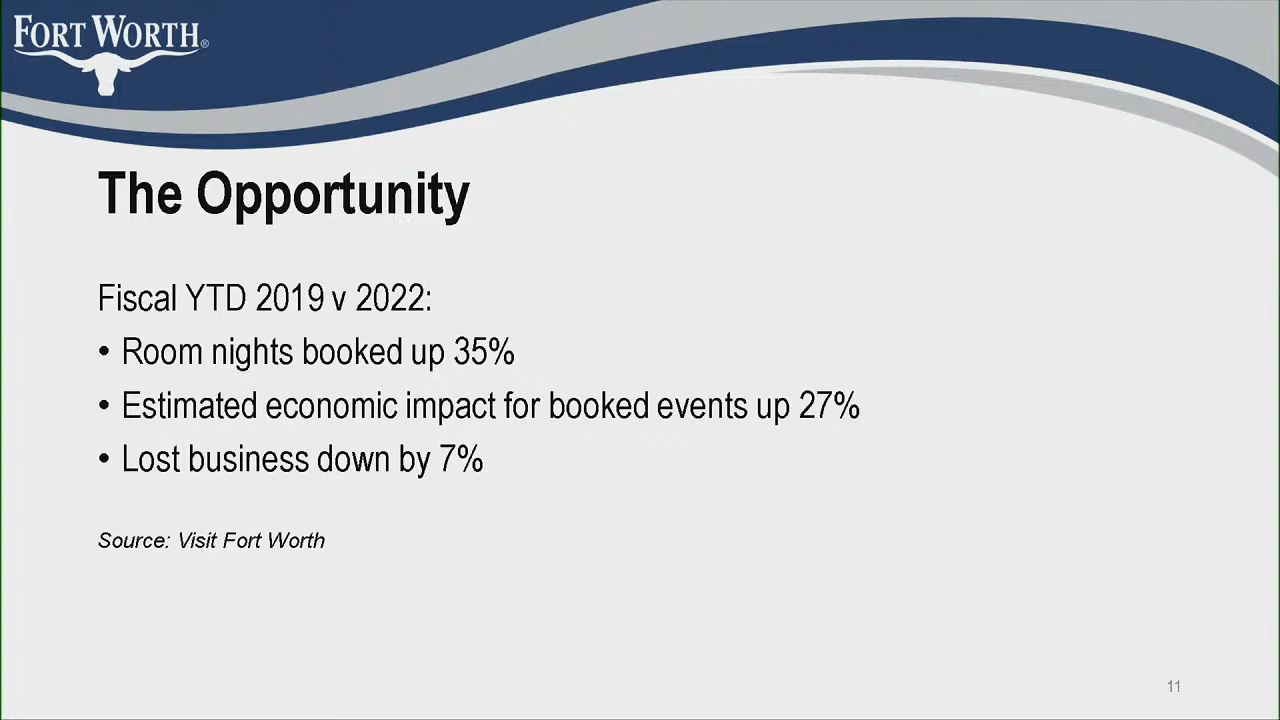 FORT WORTH®
The Opportunity
Fiscal YTD 2019 v 2022:
• Room nights booked up 35%
• Estimated economic impact for booked events up 27%
• Lost business down by 7%
Source: Visit Fort Worth
11